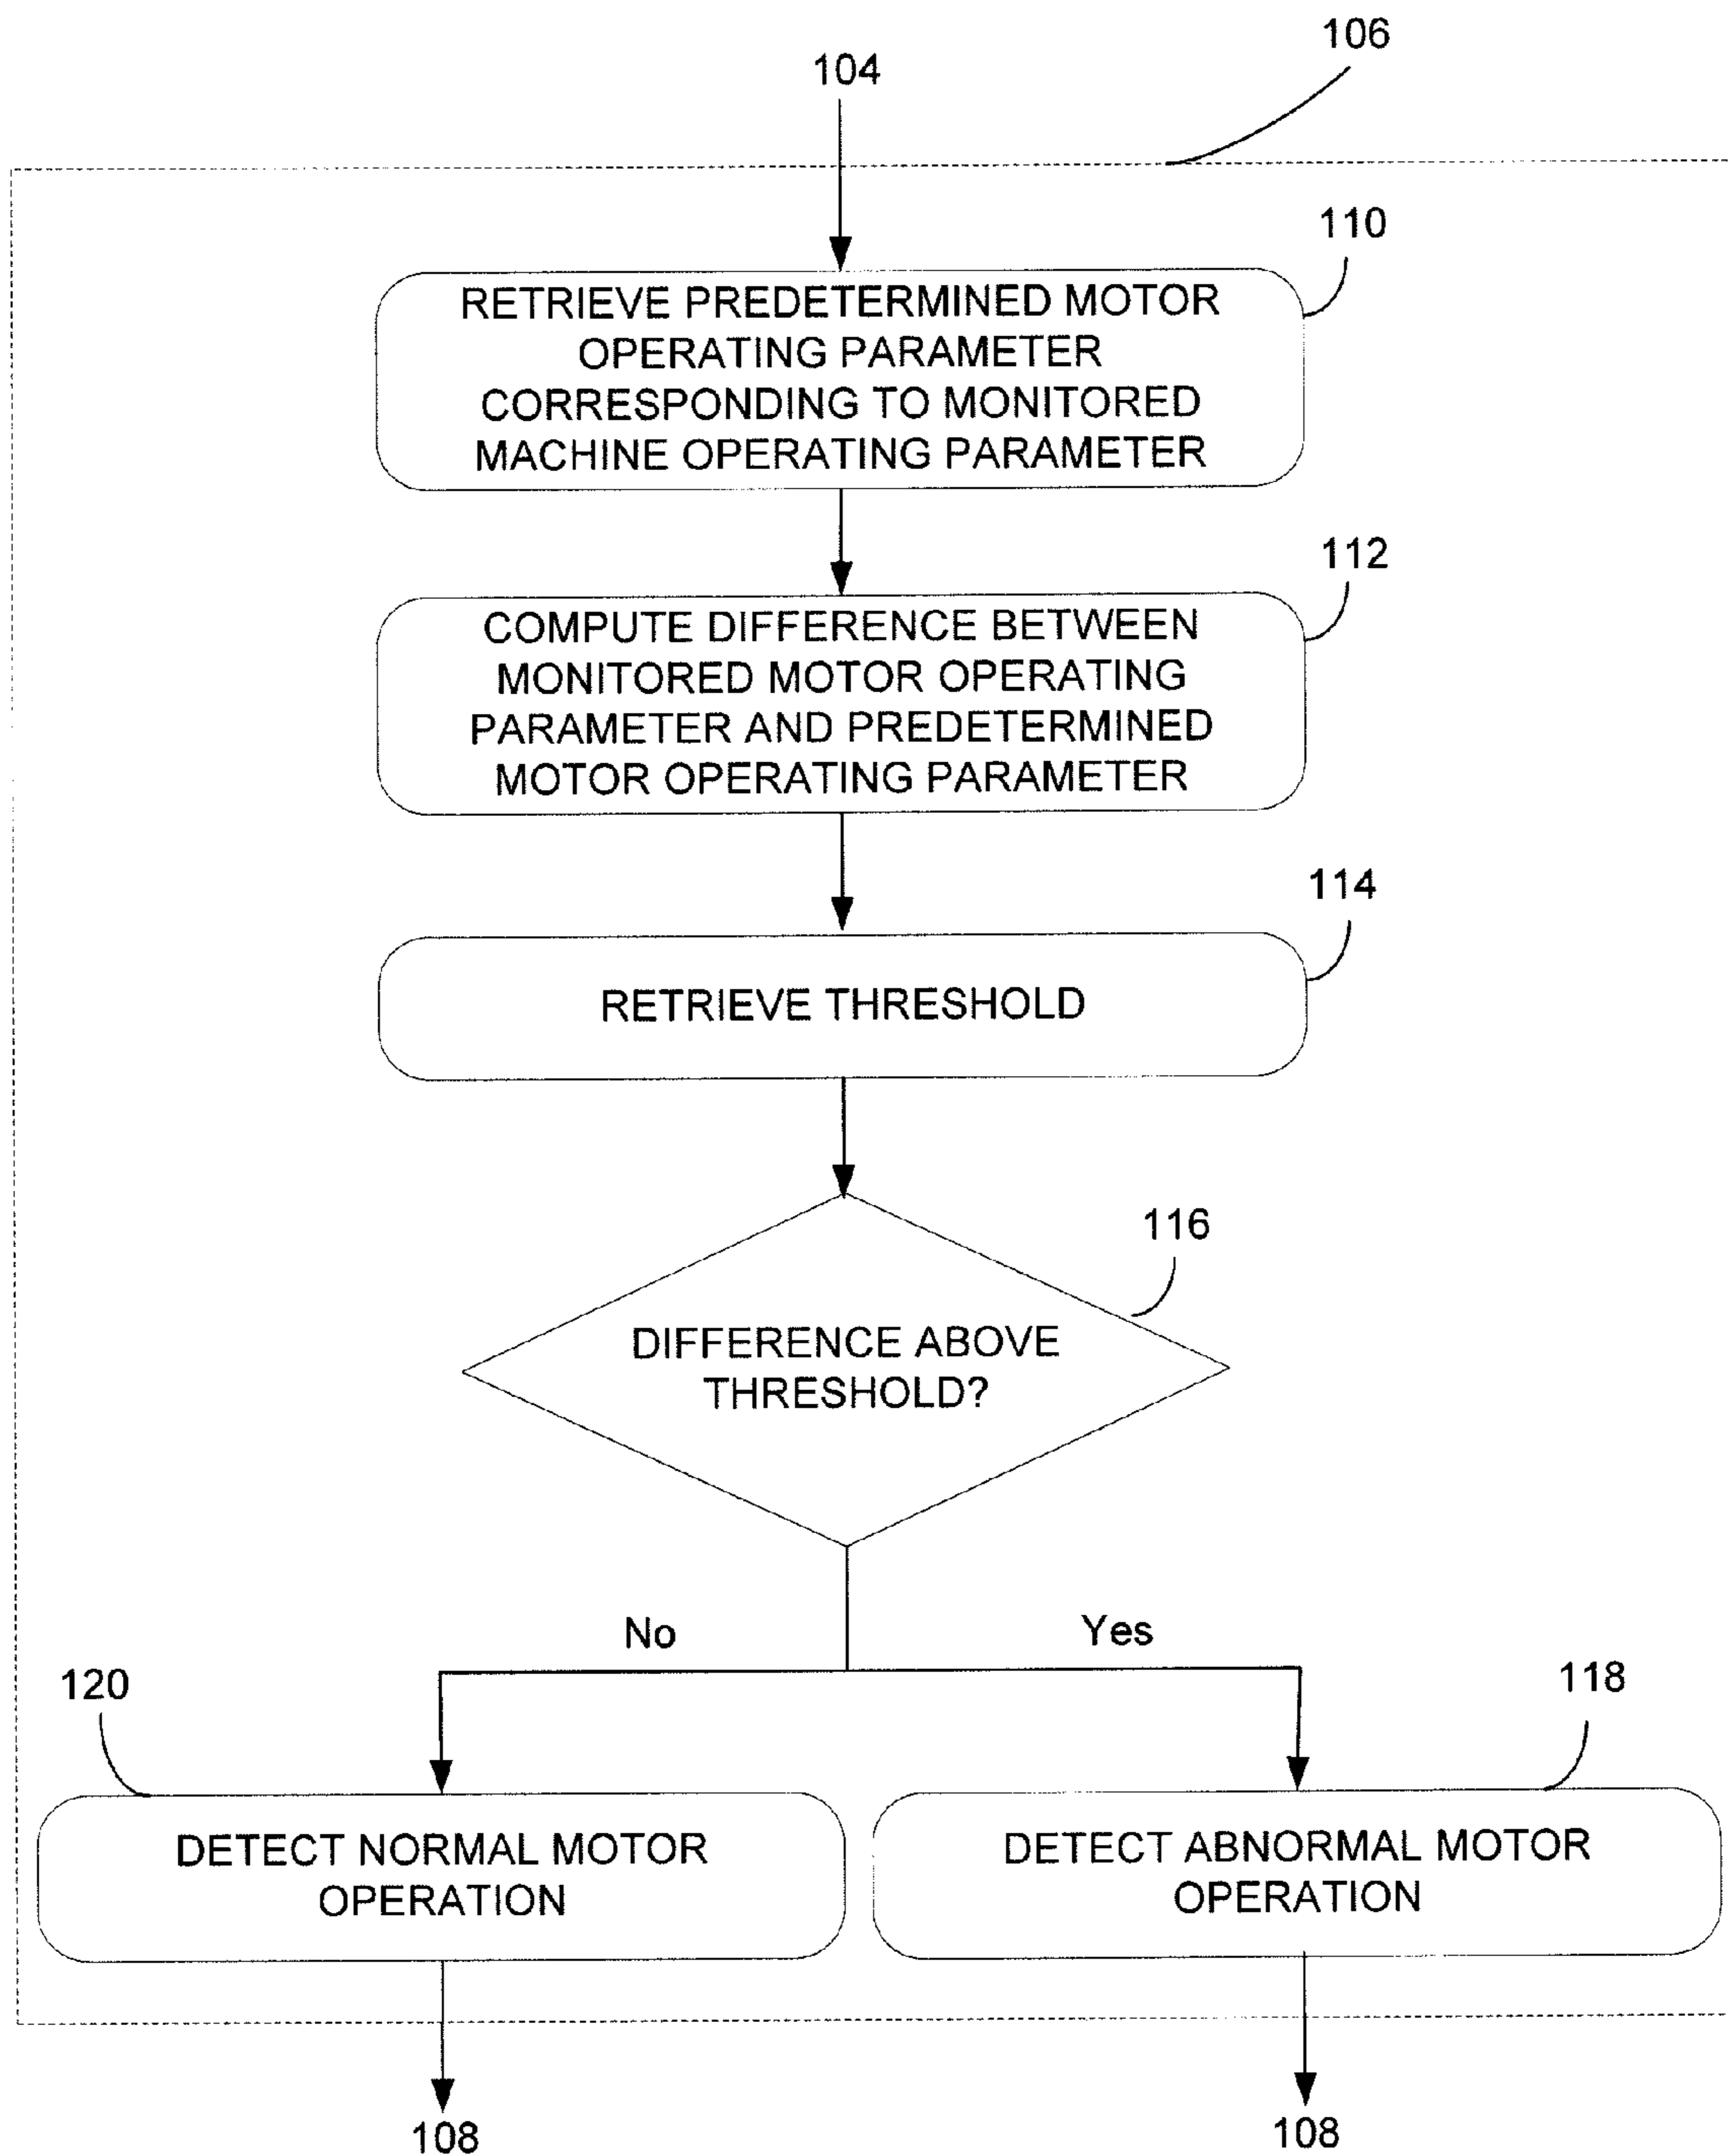 106
104
110
RETRIEVE PREDETERMINED MOTOR
OPERATING PARAMETER
CORRESPONDING TO MONITORED
MACHINE OPERATING PARAMETER
112
COMPUTE DIFFERENCE BETWEEN
MONITORED MOTOR OPERATING
PARAMETER AND PREDETERMINED
MOTOR OPERATING PARAMETER
114
RETRIEVE THRESHOLD
116
DIFFERENCE ABOVE
THRESHOLD?
No
Yes
120
118
DETECT NORMAL MOTOR
OPERATION
DETECT ABNORMAL MOTOR
OPERATION
108
108